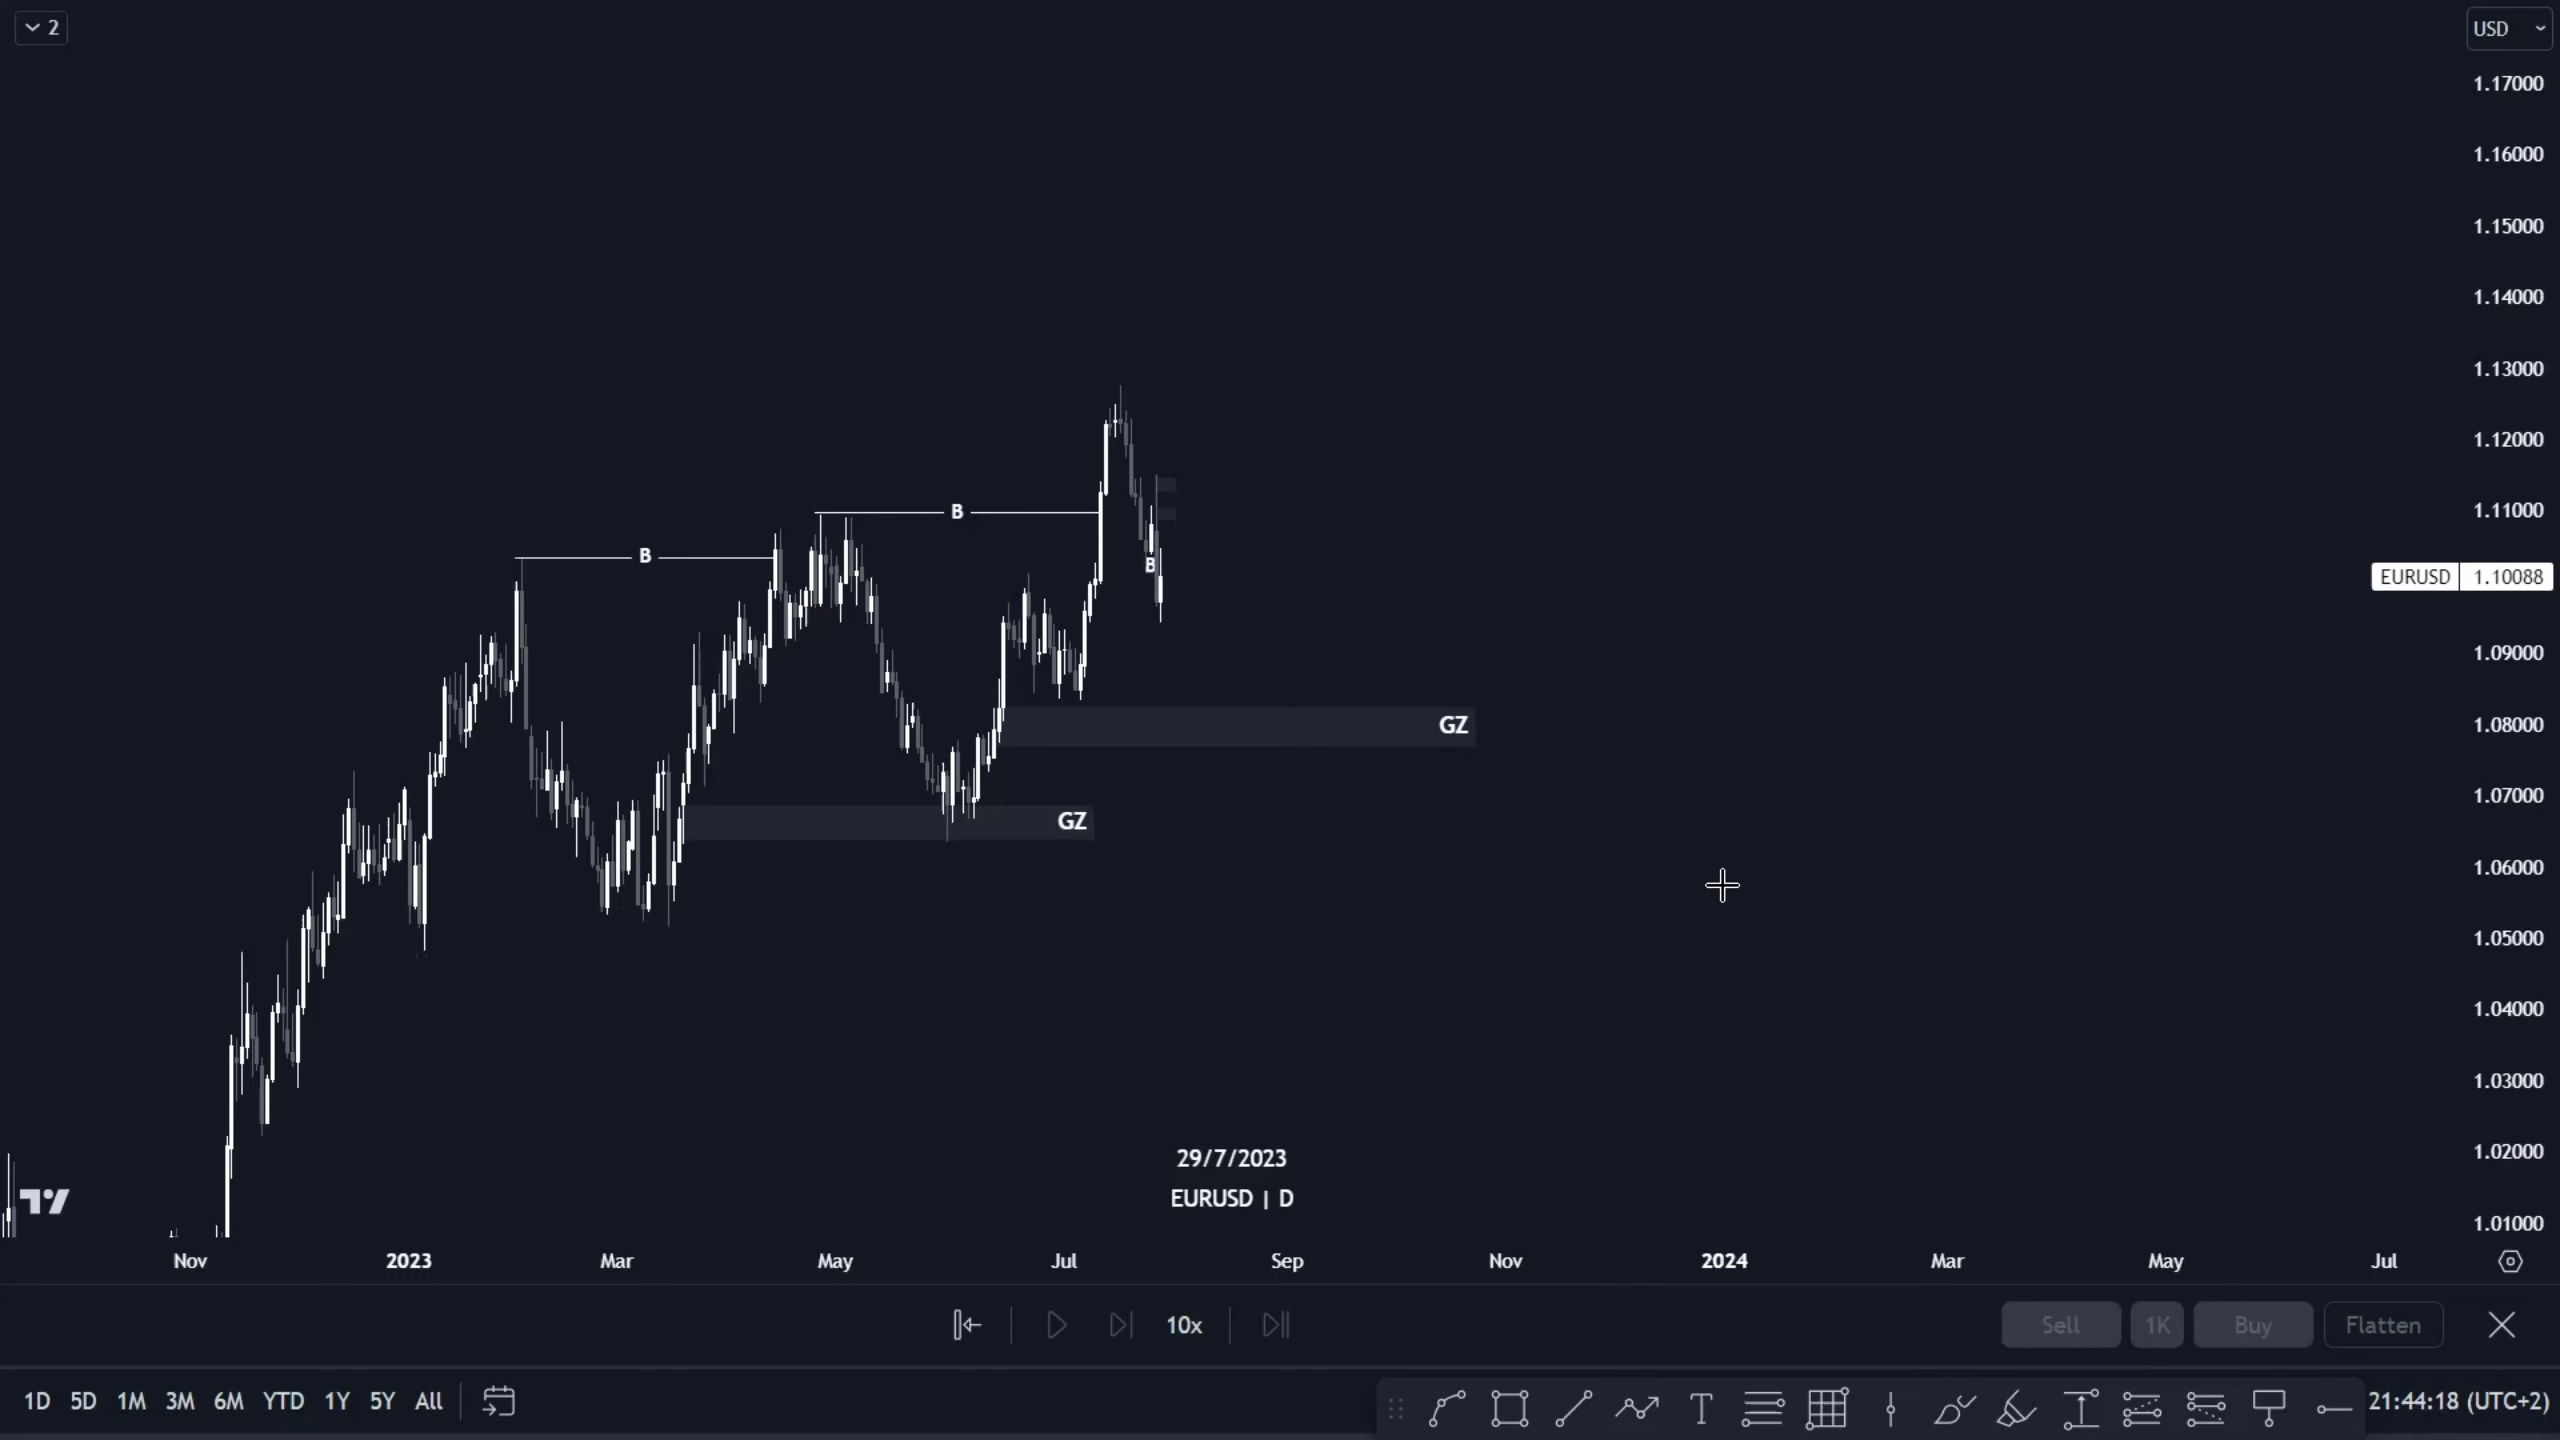 2
USD
1.17000
1.16000
1.15000
1.14000
1.13000
1.12000
B
1.11000
B
B
EURUSD 1.10088
1.09000
GZ
1.08000
1.07000
GZ
1.06000
1.05000
1.04000
1.03000
29/7/2023
1.02000
EURUSD | D
1.01000
Nov 2023 Mar May Jul Sep Nov 2024 Mar May Jul
10x
Sell 1K Buy Flatten
1D 5D 1M 3M 6M YTD 1Y 5Y All
21:44:18 (UTC+2)